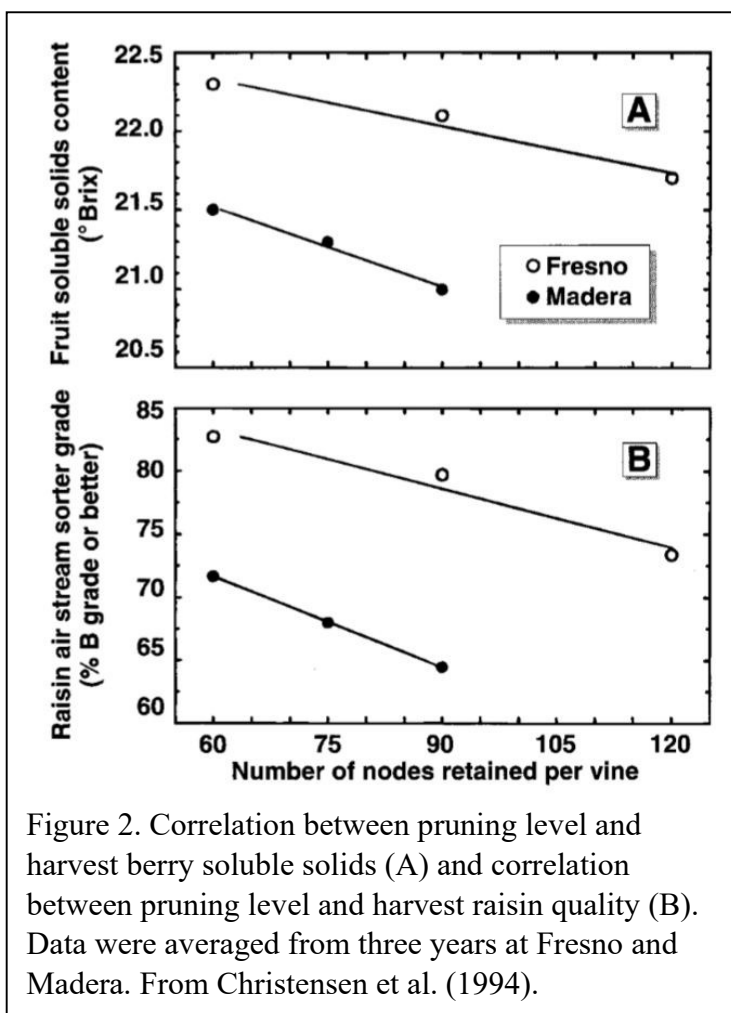 22.5
22.0
21.5
21.0
20.5
Fruit soluble solids content
(°Brix)
A
Fresno
Madera
85
80
75
70
65
60
Raisin air stream sorter grade
(% B grade or better)
B
60 75 90 105 120
Number of nodes retained per vine
Figure 2. Correlation between pruning level and
harvest berry soluble solids (A) and correlation
between pruning level and harvest raisin quality (B).
Data were averaged from three years at Fresno and
Madera. From Christensen et al. (1994).